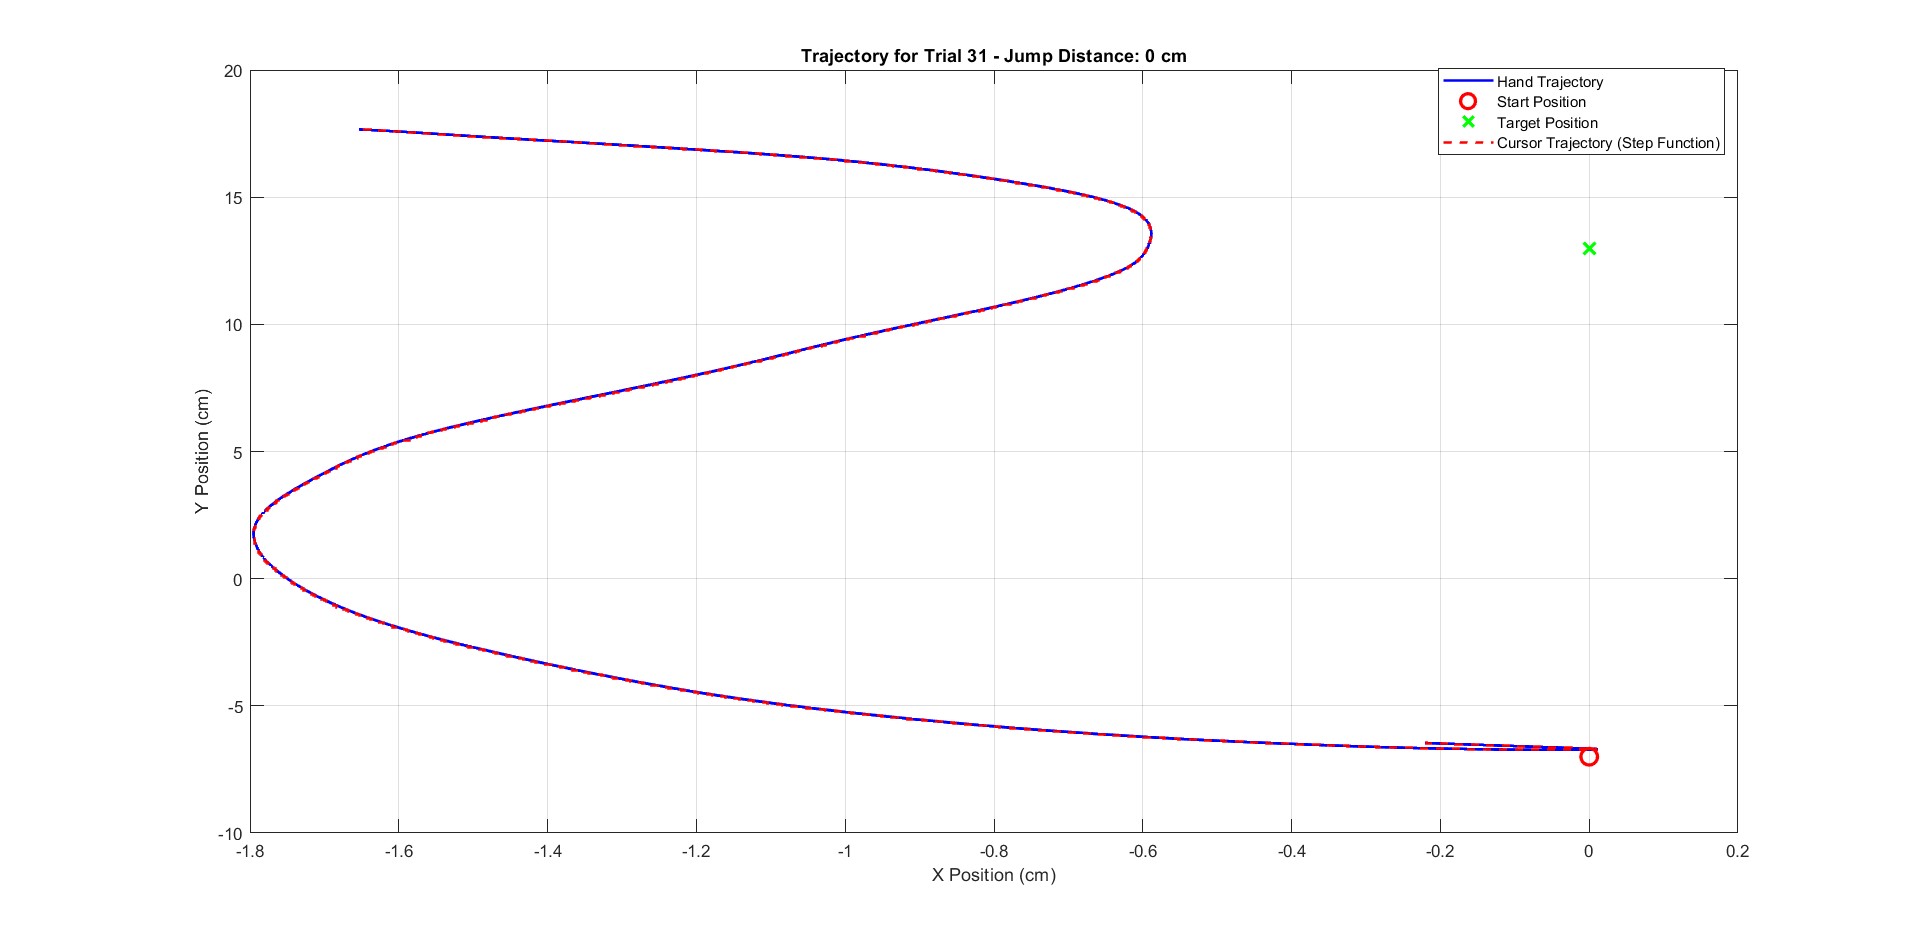 Trajectory for Trial 31 - Jump Distance: 0 cm
Hand Trajectory
Start Position
Target Position
Cursor Trajectory (Step Function)
20
15
10
5
0
-5
-10
Y Position (cm)
-1.8 -1.6 -1.4 -1.2 -1 -0.8 -0.6 -0.4 -0.2 0 0.2
X Position (cm)